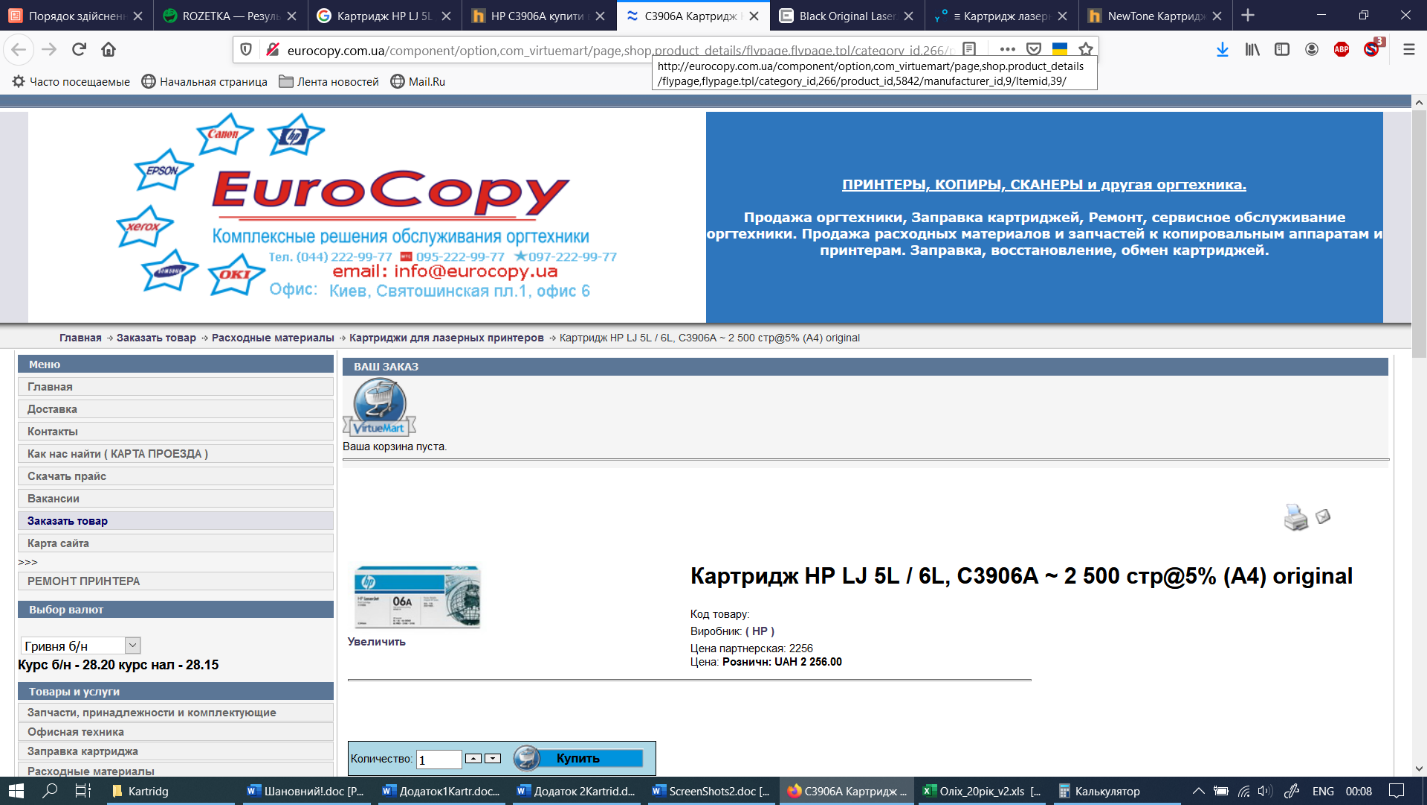 Порядок здійснен
ROZETKA — Резуль
Картридж HP LJ 5L
HP C3906A купити
C3906A Картридж
Black Original Laser
≡ Картридж лазер
NewTone Картридж
eurocopy.com.ua/component/option,com_virtuemart/page,shop.product_details/flypage,flypage.tpl/category_id,266/
http://eurocopy.com.ua/component/option,com_virtuemart/page,shop.product_details
/flypage,flypage.tpl/category_id,266/product_id,5842/manufacturer_id,9/Itemid,39/
ABP
3
Часто посещаемые
Начальная страница
Лента новостей
Mail.Ru
Canon
hp
EPSON
xerox
SAMSUNG
OKI
EuroCopy
Комплексные решения обслуживания оргтехники
Тел. (044) 222-99-77 095-222-99-77 097-222-99-77
email: info@eurocopy.ua
Офис: Киев, Святошинская пл.1, офис 6
ПРИНТЕРЫ, КОПИРЫ, СКАНЕРЫ и другая оргтехника.
Продажа оргтехники, Заправка картриджей, Ремонт, сервисное обслуживание
оргтехники. Продажа расходных материалов и запчастей к копировальным аппаратам и
принтерам. Заправка, восстановление, обмен картриджей.
Главная → Заказать товар → Расходные материалы → Картриджи для лазерных принтеров → Картридж HP LJ 5L / 6L, C3906A ~ 2 500 стр@5% (A4) original
Меню
Главная
Доставка
Контакты
Как нас найти ( КАРТА ПРОЕЗДА )
Скачать прайс
Вакансии
Заказать товар
Карта сайта
>>>
РЕМОНТ ПРИНТЕРА
Выбор валют
Гривня б/н
Курс б/н - 28.20 курс нал - 28.15
Товары и услуги
Запчасти, принадлежности и комплектующие
Офисная техника
Заправка картриджа
Расходные материалы
ВАШ ЗАКАЗ
VirtueMart
Ваша корзина пуста.
hp
06A
Увеличить
Картридж HP LJ 5L / 6L, C3906A ~ 2 500 стр@5% (A4) original
Код товару:
Виробник: ( HP )
Цена партнерская: 2256
Цена: Розничн: UAH 2 256.00
Количество: 1
Купить
Kartridg
Шановний!.doc [Р...
Додаток1Kartr.doc...
Додаток 2Kartrid.d...
ScreenShots2.doc [...
C3906A Картридж ...
Оліх_20рік_v2.xls [...
Калькулятор
ENG
00:08